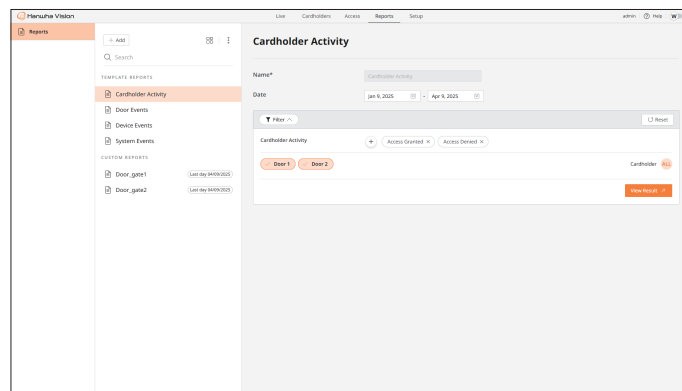 Hanwha Vision
Live Cardholders Access Reports Setup
admin Help W
Reports
+ Add
Search
TEMPLATE REPORTS
Cardholder Activity
Door Events
Device Events
System Events
CUSTOM REPORTS
Door_gate1 Last day 04/09/2025
Door_gate2 Last day 04/09/2025
Cardholder Activity
Name* Cardholder Activity
Date Jan 9, 2025 - Apr 9, 2025
Filter Reset
Cardholder Activity + Access Granted × Access Denied ×
Door 1 Door 2 Cardholder ALL
View Result